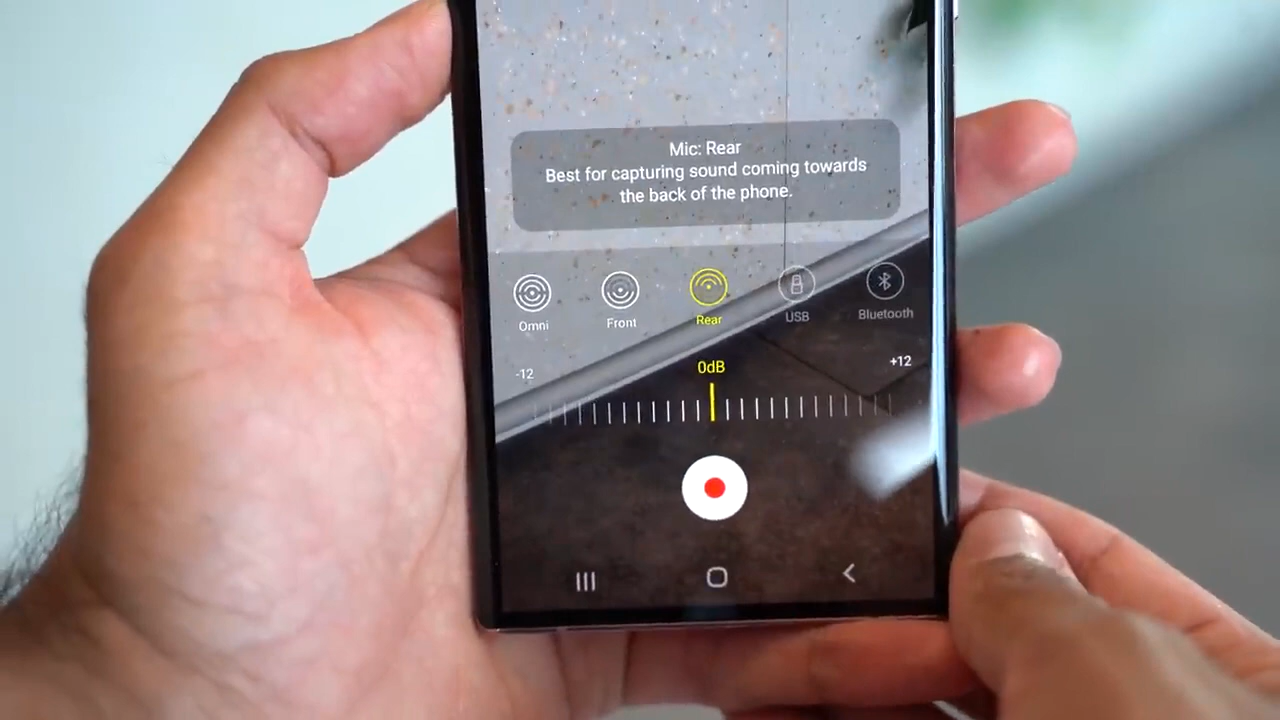 Mic: Rear
Best for capturing sound coming towards
the back of the phone.
Omni
Front
Rear
USB
Bluetooth
-12
0dB
+12